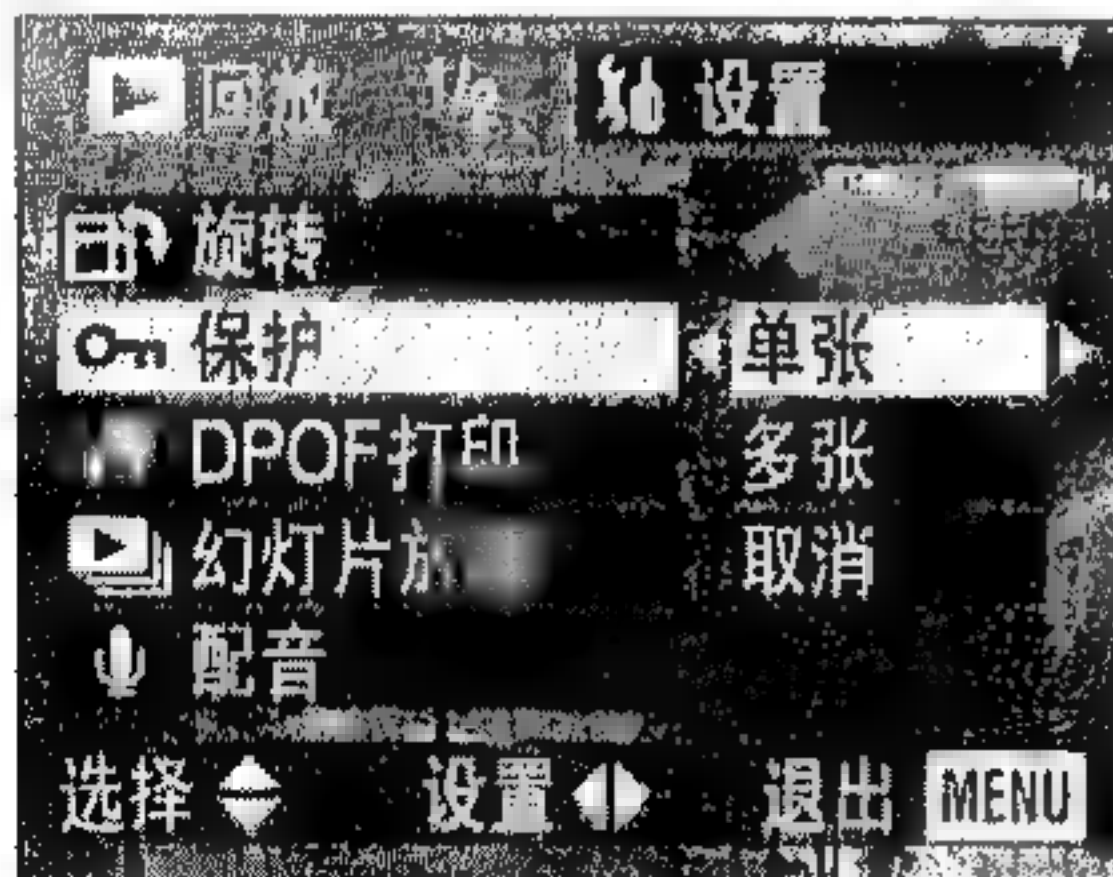 回放 设置
旋转
保护 单张
DPOF打印 多张
幻灯片放 取消
配音
选择 设置 退出 MENU